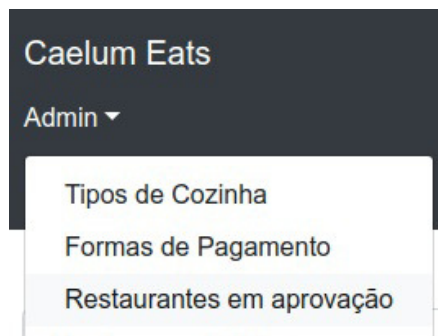 Caelum Eats
Admin
Tipos de Cozinha
Formas de Pagamento
Restaurantes em aprovação